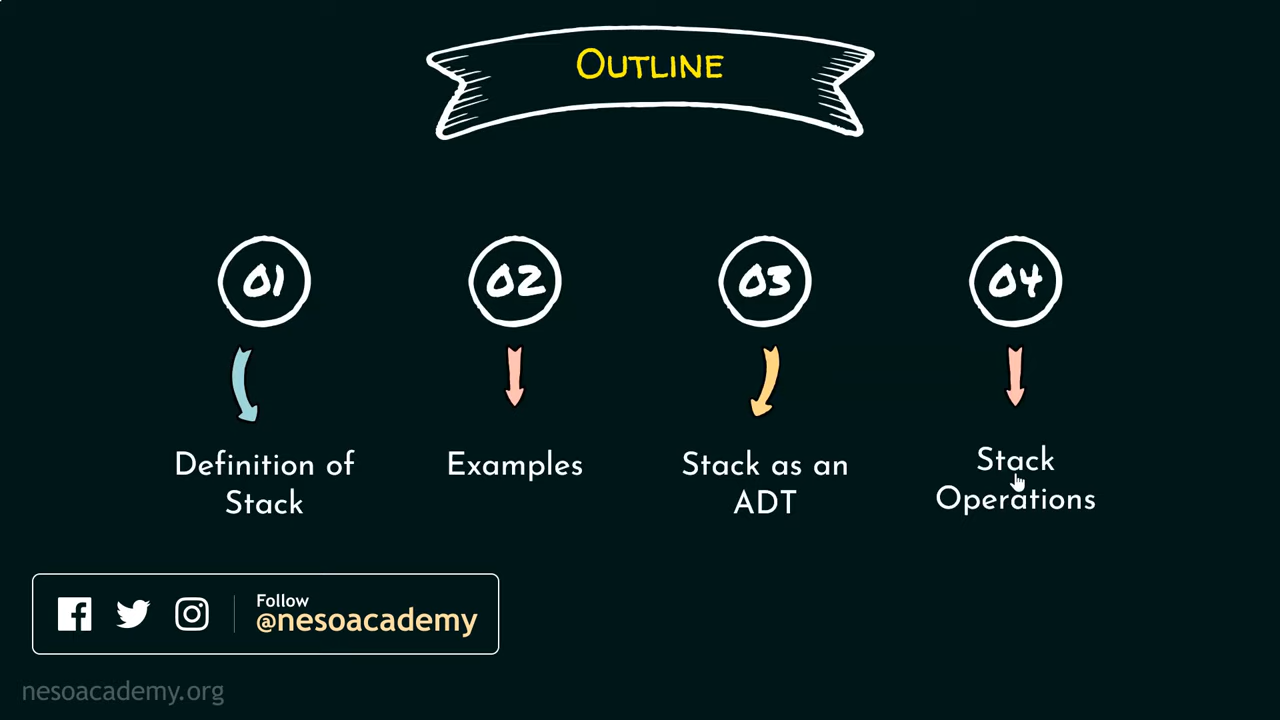 OUTLINE
01
02
03
04
Definition of
Stack
Examples
Stack as an
ADT
Stack
Operations
Follow
@nesoacademy
nesoacademy.org